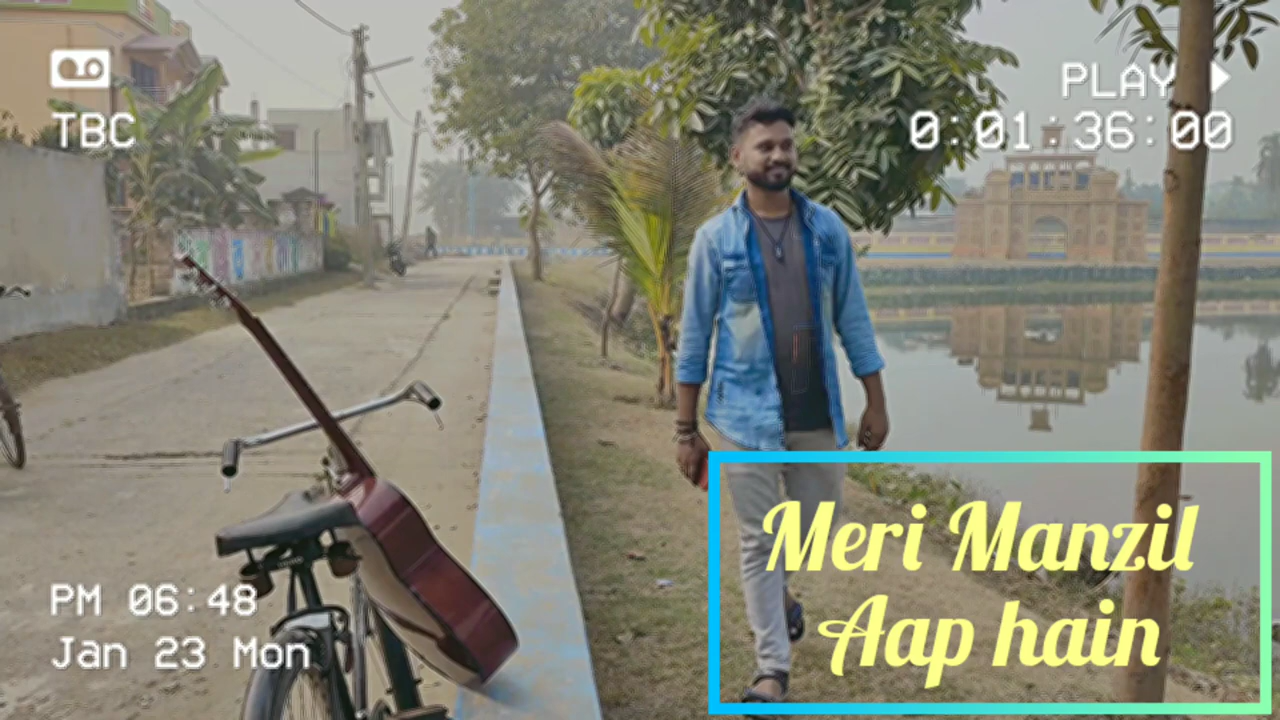 TBC
PLAY
0:01:36:00
Meri Manzil
Aap hain
PM 06:48
Jan 23 Mon